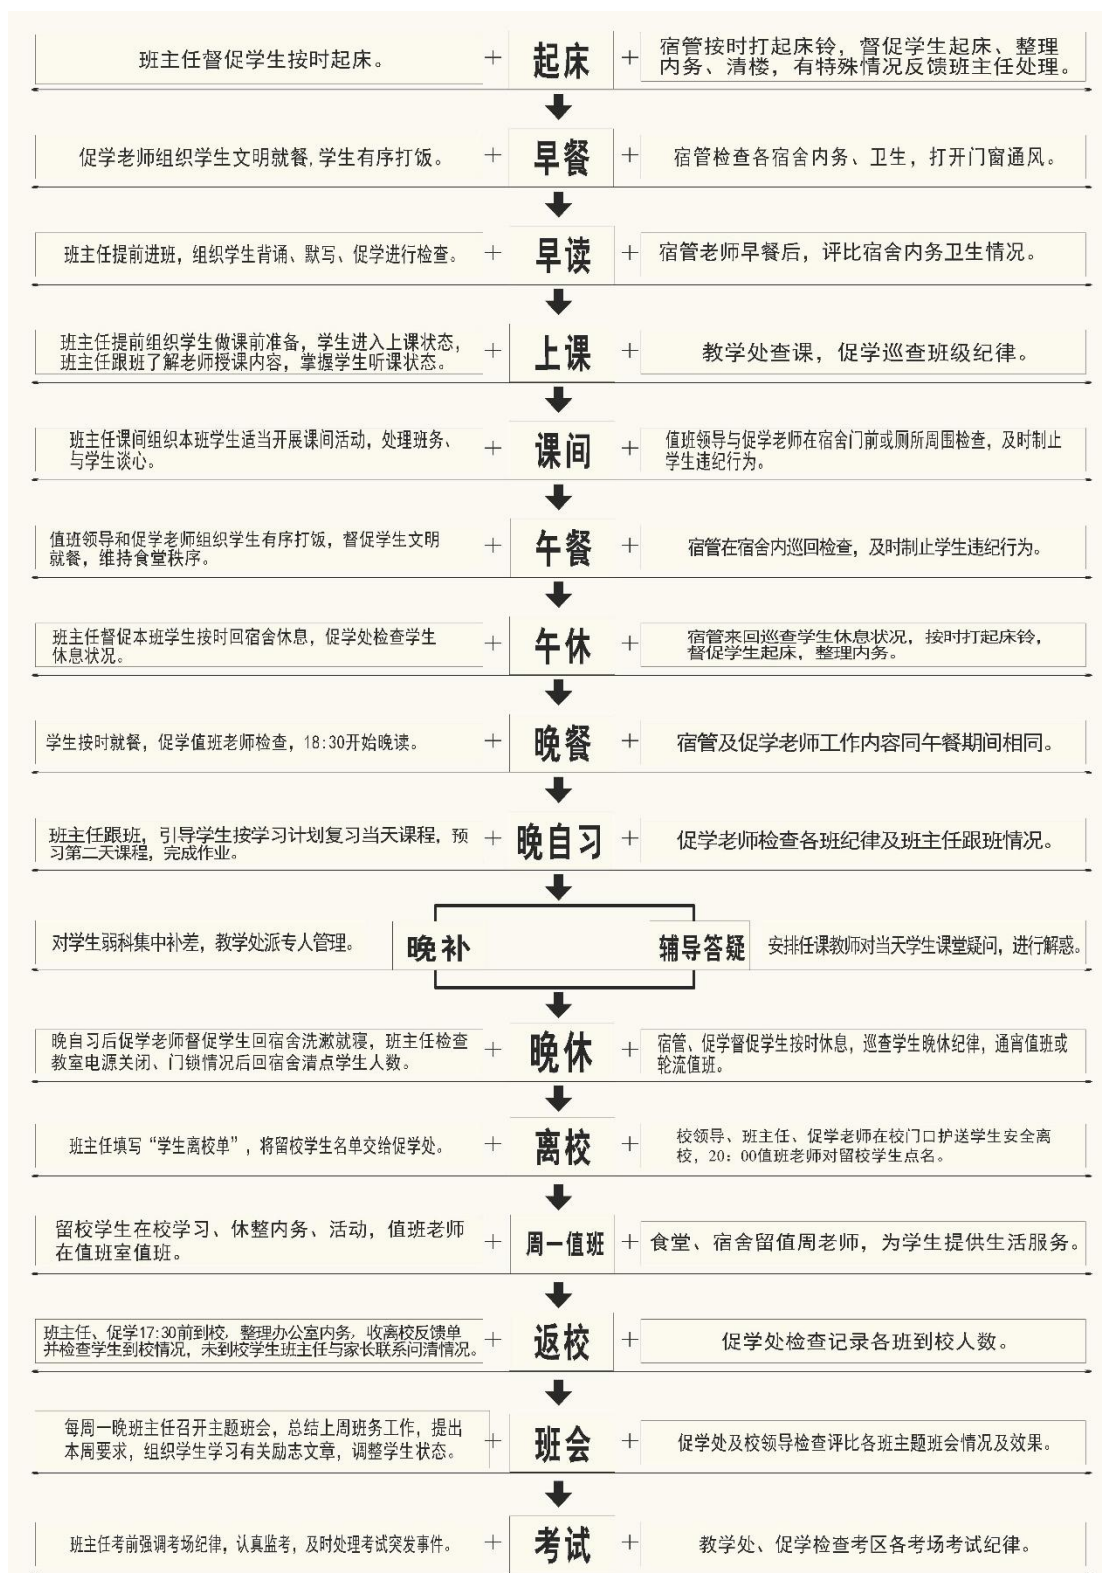 班主任督促学生按时起床。
+
起床
+
宿管按时打起床铃，督促学生起床、整理
内务、清楼，有特殊情况反馈班主任处理。
促学老师组织学生文明就餐,学生有序打饭。
+
早餐
+
宿管检查各宿舍内务、卫生，打开门窗通风。
班主任提前进班，组织学生背诵、默写、促学进行检查。
+
早读
+
宿管老师早餐后，评比宿舍内务卫生情况。
班主任提前组织学生做课前准备，学生进入上课状态，
班主任跟班了解老师授课内容，掌握学生听课状态。
+
上课
+
教学处查课，促学巡查班级纪律。
班主任课间组织本班学生适当开展课间活动，处理班务、
与学生谈心。
+
课间
+
值班领导与促学老师在宿舍门前或厕所周围检查，及时制止
学生违纪行为。
值班领导和促学老师组织学生有序打饭，督促学生文明
就餐，维持食堂秩序。
+
午餐
+
宿管在宿舍内巡回检查，及时制止学生违纪行为。
班主任督促本班学生按时回宿舍休息，促学处检查学生
休息状况。
+
午休
+
宿管来回巡查学生休息状况，按时打起床铃，
督促学生起床，整理内务。
学生按时就餐，促学值班老师检查，18:30开始晚读。
+
晚餐
+
宿管及促学老师工作内容同午餐期间相同。
班主任跟班，引导学生按学习计划复习当天课程，预
习第二天课程，完成作业。
+
晚自习
+
促学老师检查各班纪律及班主任跟班情况。
对学生弱科集中补差，教学处派专人管理。
晚补
辅导答疑
安排任课教师对当天学生课堂疑问，进行解惑。
晚自习后促学老师督促学生回宿舍洗漱就寝，班主任检查
教室电源关闭、门锁情况后回宿舍清点学生人数。
+
晚休
+
宿管、促学督促学生按时休息，巡查学生晚休纪律，通宵值班或
轮流值班。
班主任填写“学生离校单”，将留校学生名单交给促学处。
+
离校
+
校领导、班主任、促学老师在校门口护送学生安全离
校，20：00值班老师对留校学生点名。
留校学生在校学习、休整内务、活动，值班老师
在值班室值班。
+
周一值班
+
食堂、宿舍留值周老师，为学生提供生活服务。
班主任、促学17:30前到校，整理办公室内务，收离校反馈单
并检查学生到校情况，未到校学生班主任与家长联系问清情况。
+
返校
+
促学处检查记录各班到校人数。
每周一晚班主任召开主题班会，总结上周班务工作，提出
本周要求，组织学生学习有关励志文章，调整学生状态。
+
班会
+
促学处及校领导检查评比各班主题班会情况及效果。
班主任考前强调考场纪律，认真监考，及时处理考试突发事件。
+
考试
+
教学处、促学检查考区各考场考试纪律。